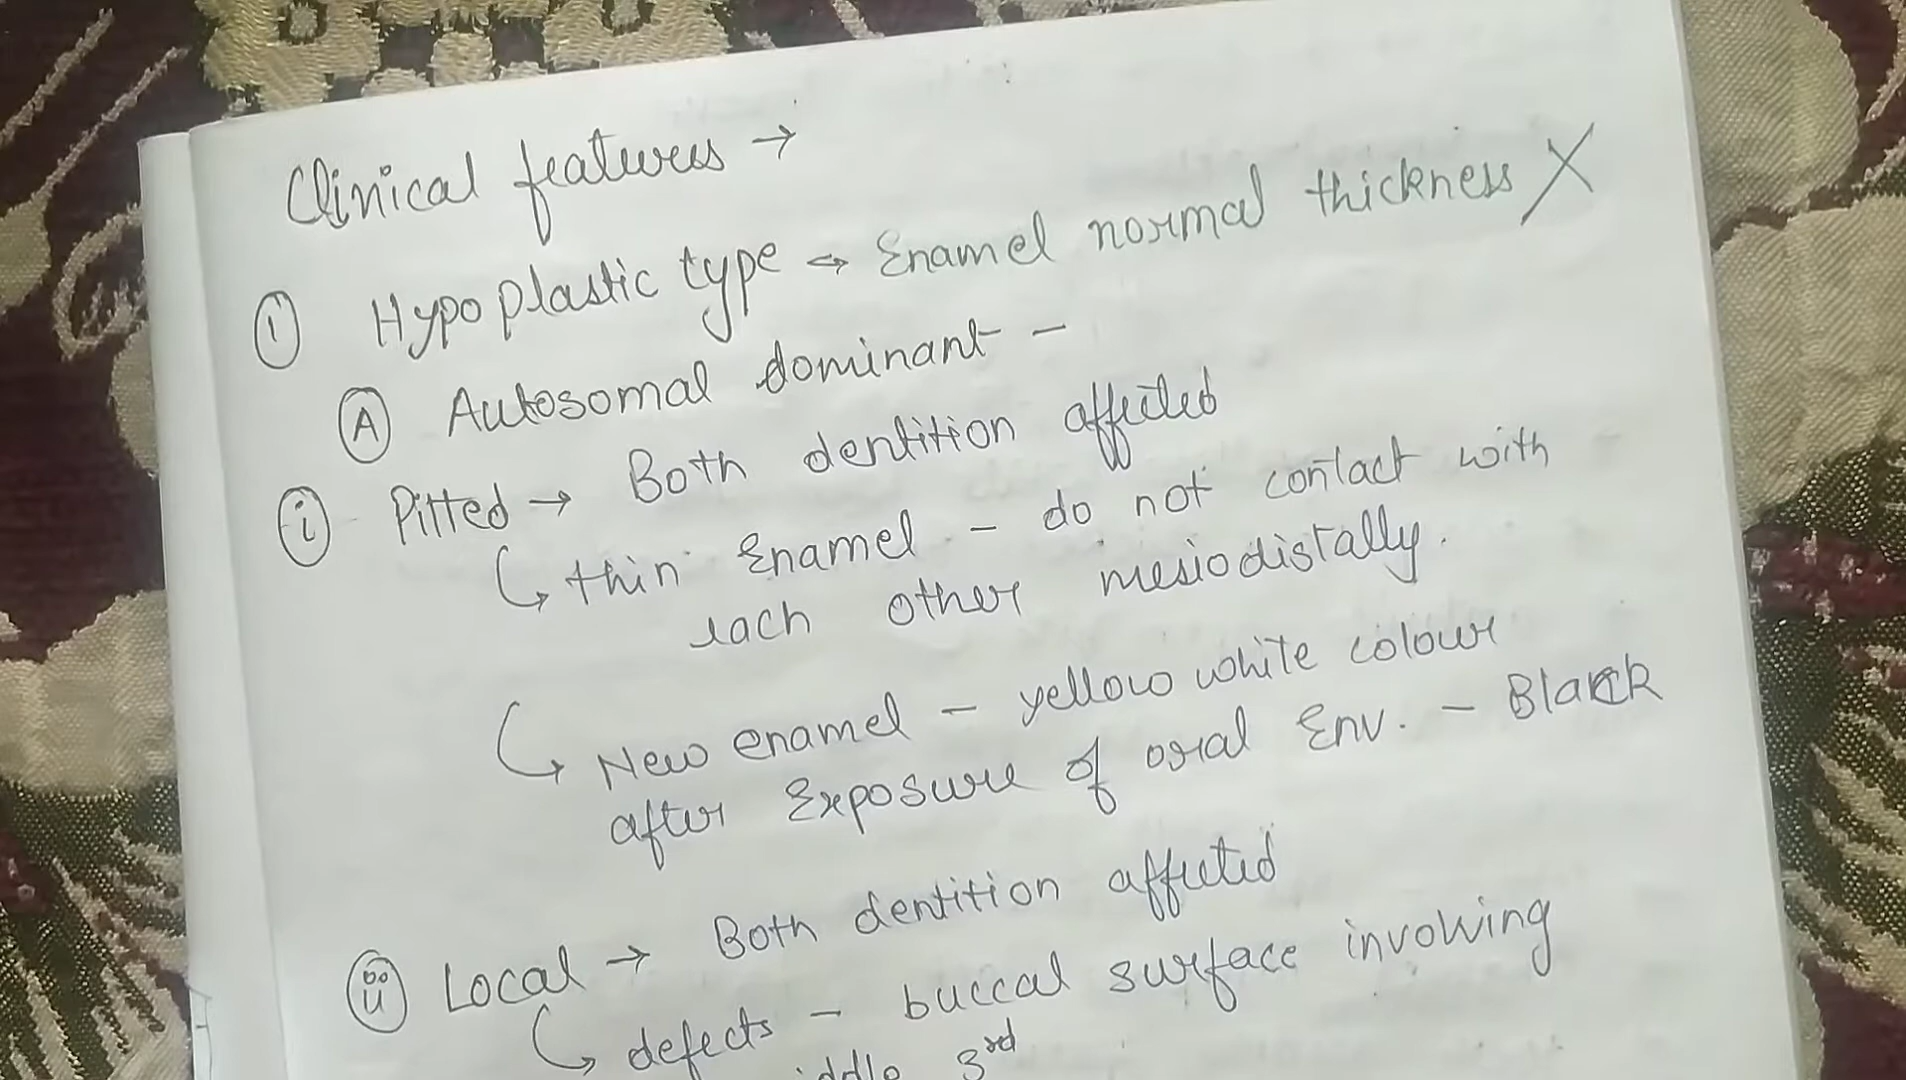 Clinical features →
① Hypoplastic type → Enamel normal thickness X
Ⓐ Autosomal dominant -
ⓘ Pitted → Both dentition affected
↳ thin Enamel - do not contact with
each other mesiodistally.
↳ New enamel - yellow white colour
after Exposure of oral Env. - Black
ⓘⓘ Local → Both dentition affected
↳ defects - buccal surface involving
3rd